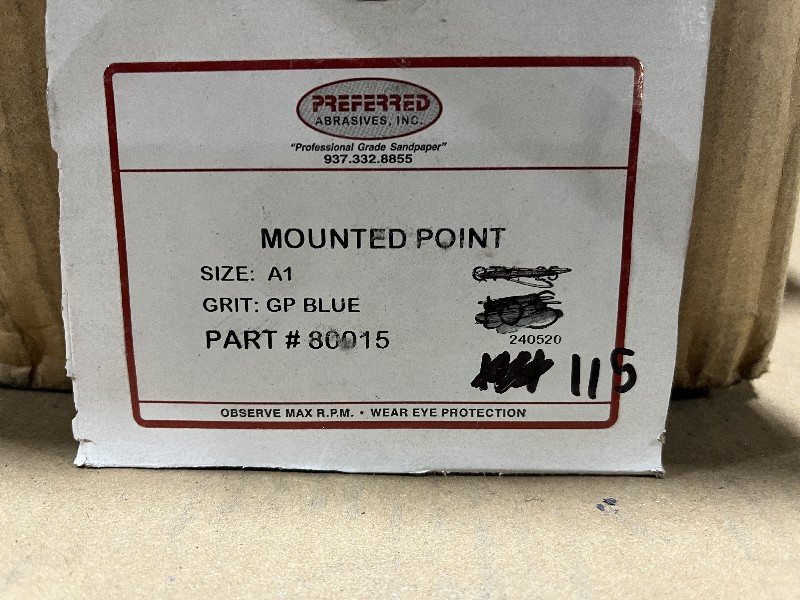 PREFERRED
ABRASIVES, INC.
"Professional Grade Sandpaper"
937.332.8855
MOUNTED POINT
SIZE: A1
GRIT: GP BLUE
PART # 80015
240520
115
OBSERVE MAX R.P.M. • WEAR EYE PROTECTION